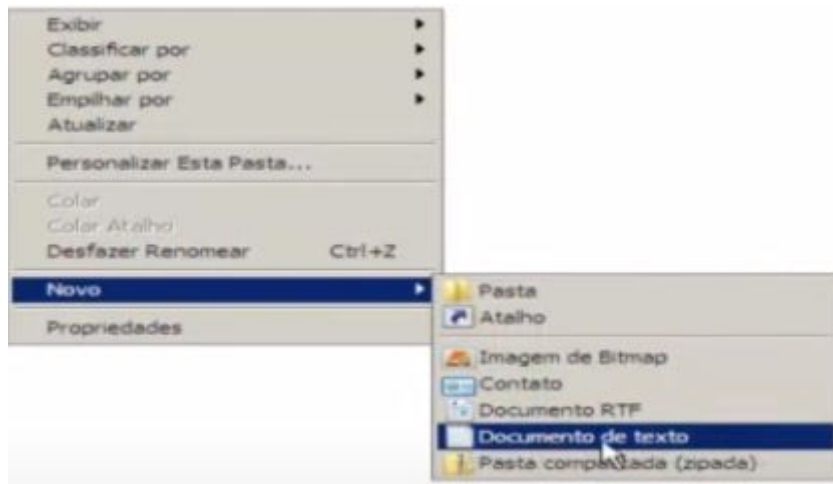 Exibir
Classificar por
Agrupar por
Empilhar por
Atualizar
Personalizar Esta Pasta...
Colar
Colar Atalho
Desfazer Renomear Ctrl+Z
Novo
Propriedades
Pasta
Atalho
Imagem de Bitmap
Contato
Documento RTF
Documento de texto
Pasta compactada (zipada)